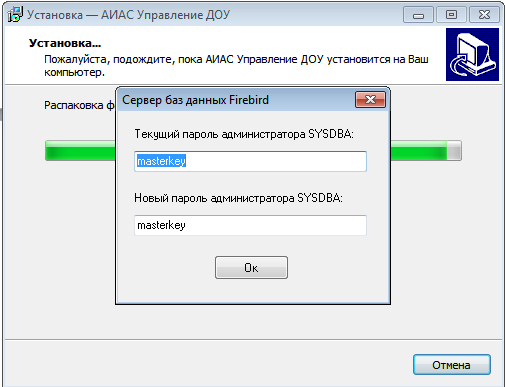 Установка — АИАС Управление ДОУ
Установка...
Пожалуйста, подождите, пока АИАС Управление ДОУ установится на Ваш
компьютер.
Распаковка ф
Сервер баз данных Firebird
Текущий пароль администратора SYSDBA:
masterkey
Новый пароль администратора SYSDBA:
masterkey
Ок
Отмена